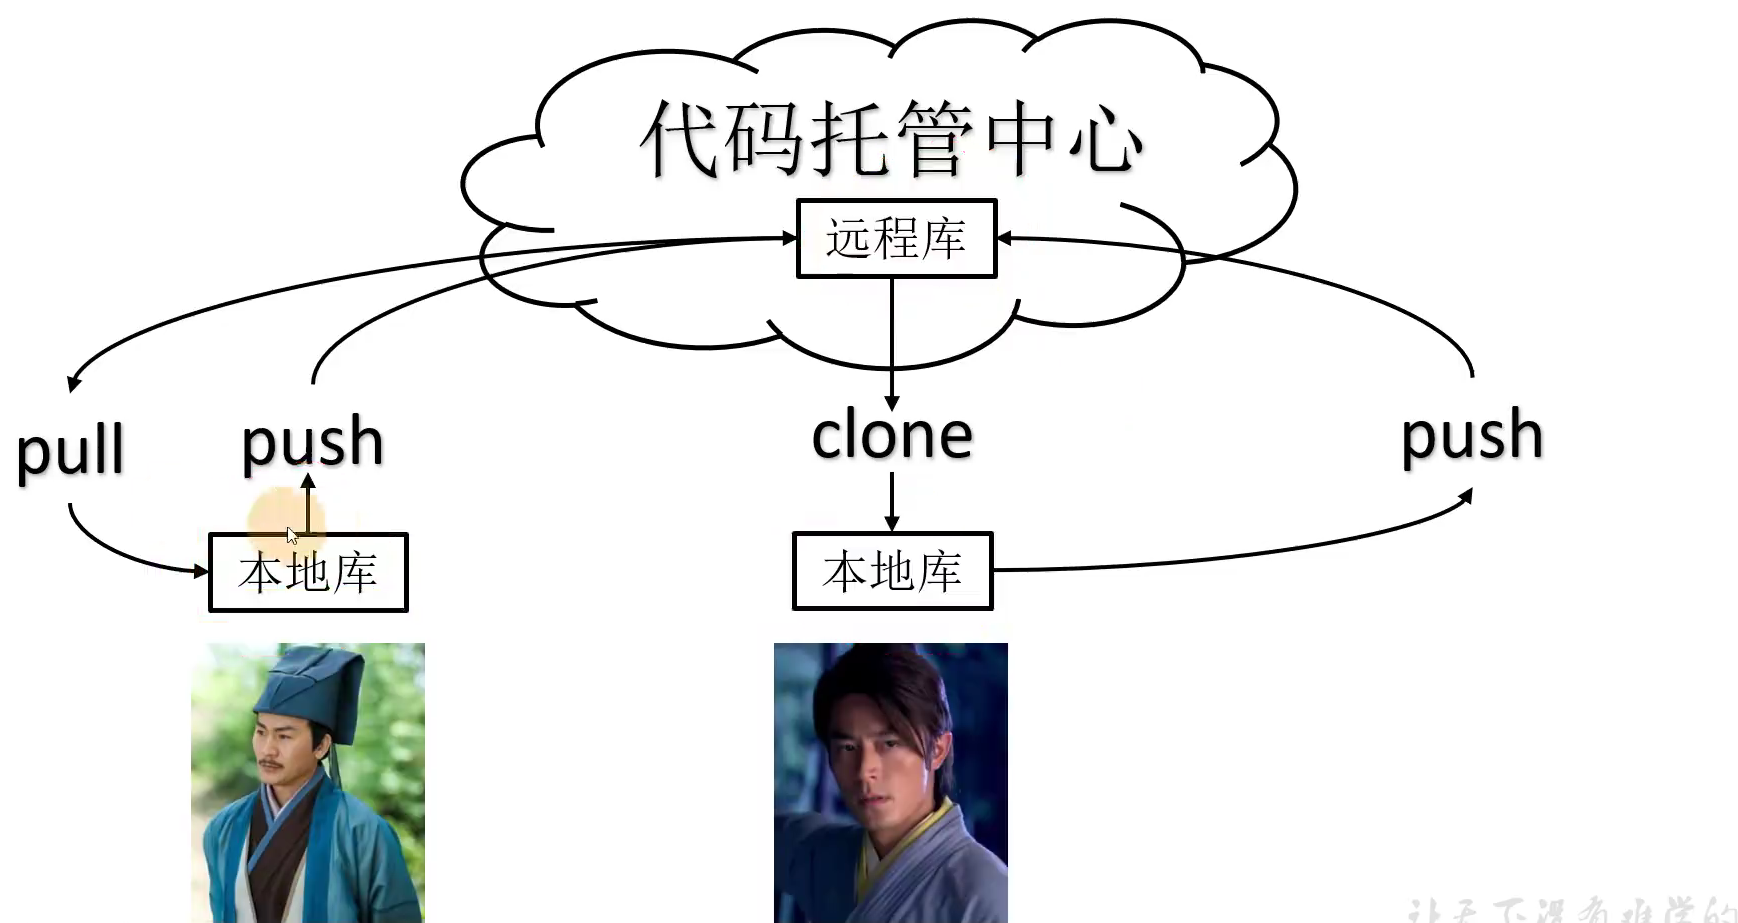 代码托管中心
远程库
pull
push
clone
push
本地库
本地库
让天下没有难学的